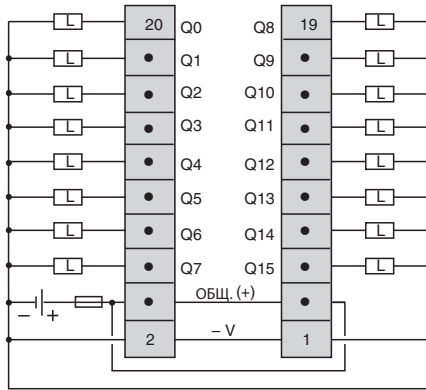 L 20 Q0 Q8 19 L
L Q1 Q9 L
L Q2 Q10 L
L Q3 Q11 L
L Q4 Q12 L
L Q5 Q13 L
L Q6 Q14 L
L Q7 Q15 L
ОБЩ. (+)
− +
2 − V 1